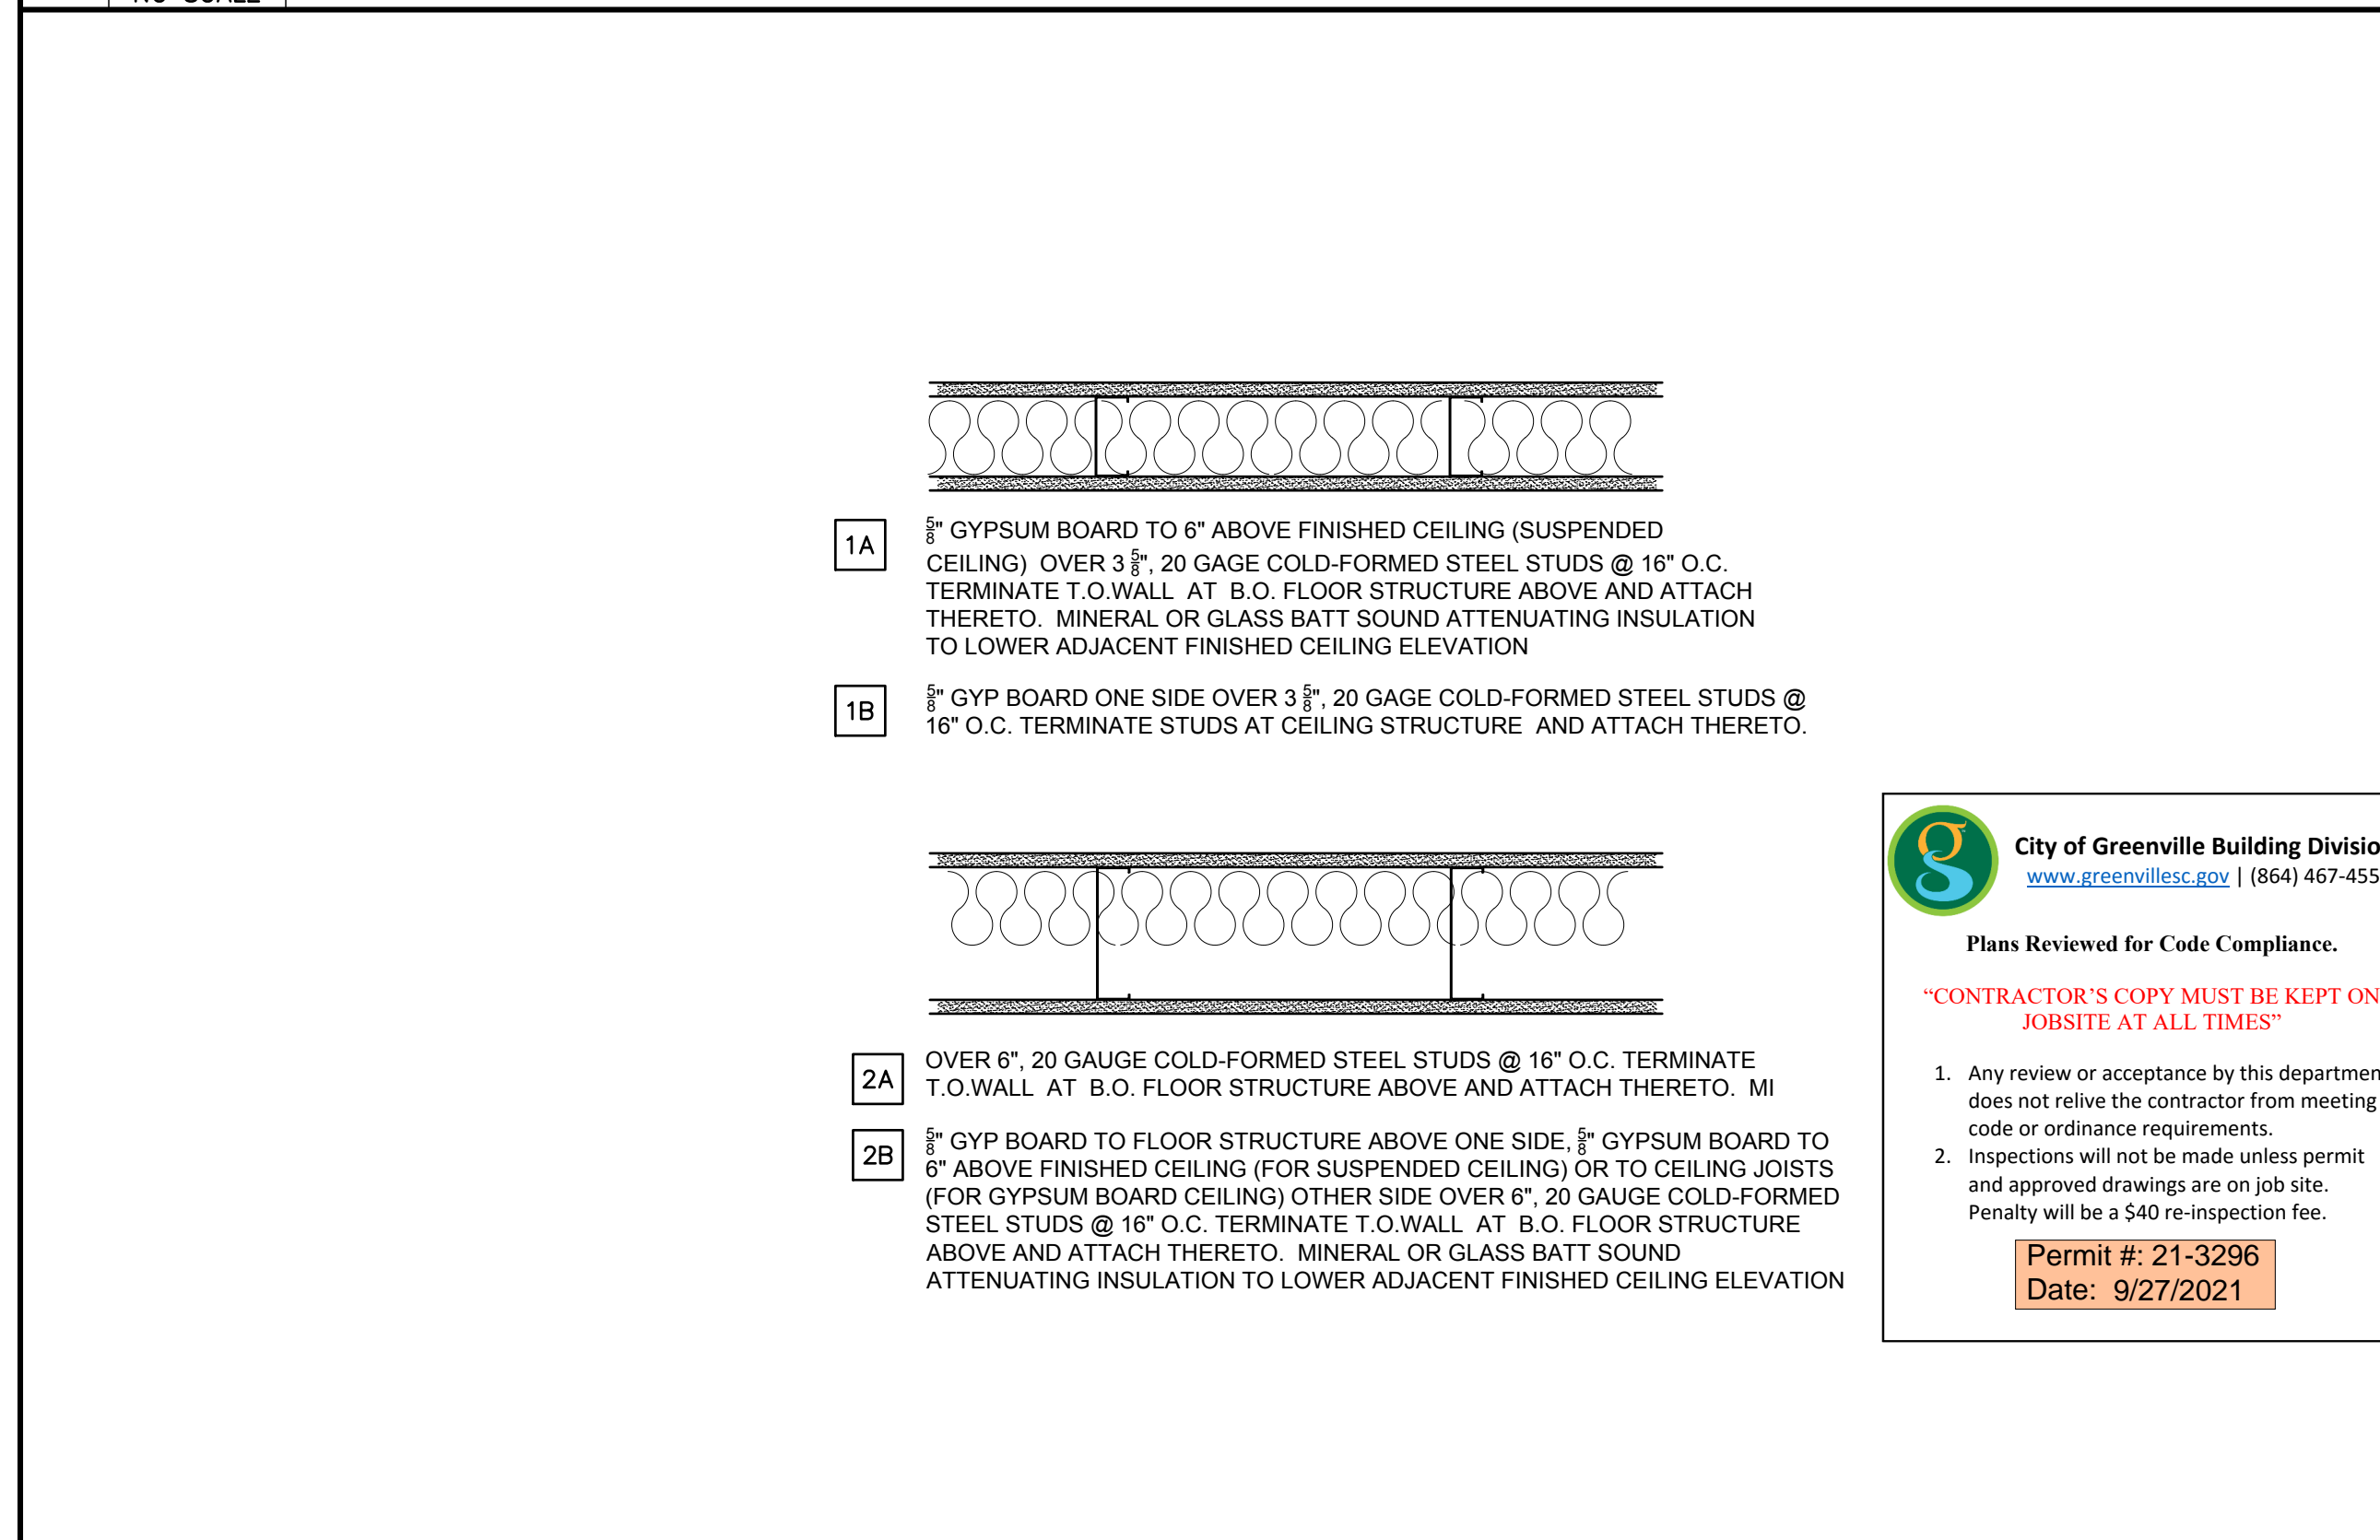 NO SCALE
1A
5/8" GYPSUM BOARD TO 6" ABOVE FINISHED CEILING (SUSPENDED
CEILING) OVER 3 5/8", 20 GAGE COLD-FORMED STEEL STUDS @ 16" O.C.
TERMINATE T.O.WALL AT B.O. FLOOR STRUCTURE ABOVE AND ATTACH
THERETO. MINERAL OR GLASS BATT SOUND ATTENUATING INSULATION
TO LOWER ADJACENT FINISHED CEILING ELEVATION
1B
5/8" GYP BOARD ONE SIDE OVER 3 5/8", 20 GAGE COLD-FORMED STEEL STUDS @
16" O.C. TERMINATE STUDS AT CEILING STRUCTURE AND ATTACH THERETO.
2A
OVER 6", 20 GAUGE COLD-FORMED STEEL STUDS @ 16" O.C. TERMINATE
T.O.WALL AT B.O. FLOOR STRUCTURE ABOVE AND ATTACH THERETO. MI
2B
5/8" GYP BOARD TO FLOOR STRUCTURE ABOVE ONE SIDE, 5/8" GYPSUM BOARD TO
6" ABOVE FINISHED CEILING (FOR SUSPENDED CEILING) OR TO CEILING JOISTS
(FOR GYPSUM BOARD CEILING) OTHER SIDE OVER 6", 20 GAUGE COLD-FORMED
STEEL STUDS @ 16" O.C. TERMINATE T.O.WALL AT B.O. FLOOR STRUCTURE
ABOVE AND ATTACH THERETO. MINERAL OR GLASS BATT SOUND
ATTENUATING INSULATION TO LOWER ADJACENT FINISHED CEILING ELEVATION
g
City of Greenville Building Divisio
www.greenvillesc.gov | (864) 467-455
Plans Reviewed for Code Compliance.
“CONTRACTOR’S COPY MUST BE KEPT ON
JOBSITE AT ALL TIMES”
1. Any review or acceptance by this departmen
does not relive the contractor from meeting
code or ordinance requirements.
2. Inspections will not be made unless permit
and approved drawings are on job site.
Penalty will be a $40 re-inspection fee.
Permit #: 21-3296
Date: 9/27/2021